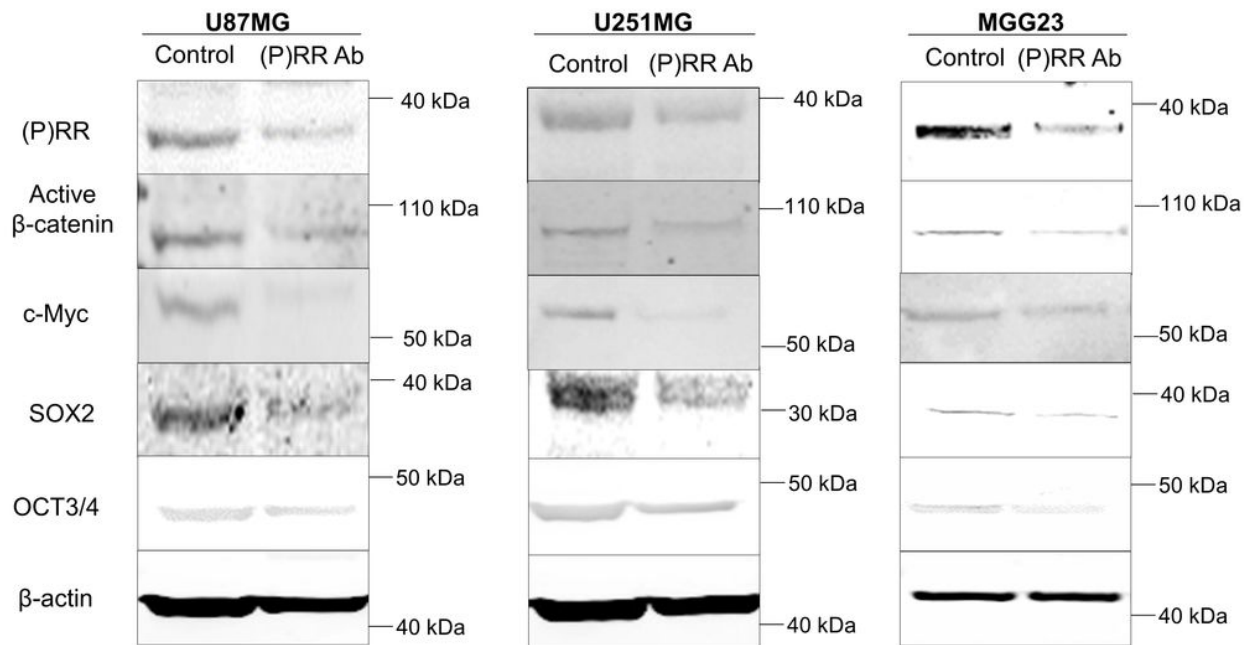 U87MG U251MG MGG23
Control (P)RR Ab Control (P)RR Ab Control (P)RR Ab
(P)RR 40 kDa 40 kDa 40 kDa
Active
β-catenin 110 kDa 110 kDa 110 kDa
c-Myc 50 kDa 50 kDa 50 kDa
SOX2 40 kDa 30 kDa 40 kDa
OCT3/4 50 kDa 50 kDa 50 kDa
β-actin 40 kDa 40 kDa 40 kDa